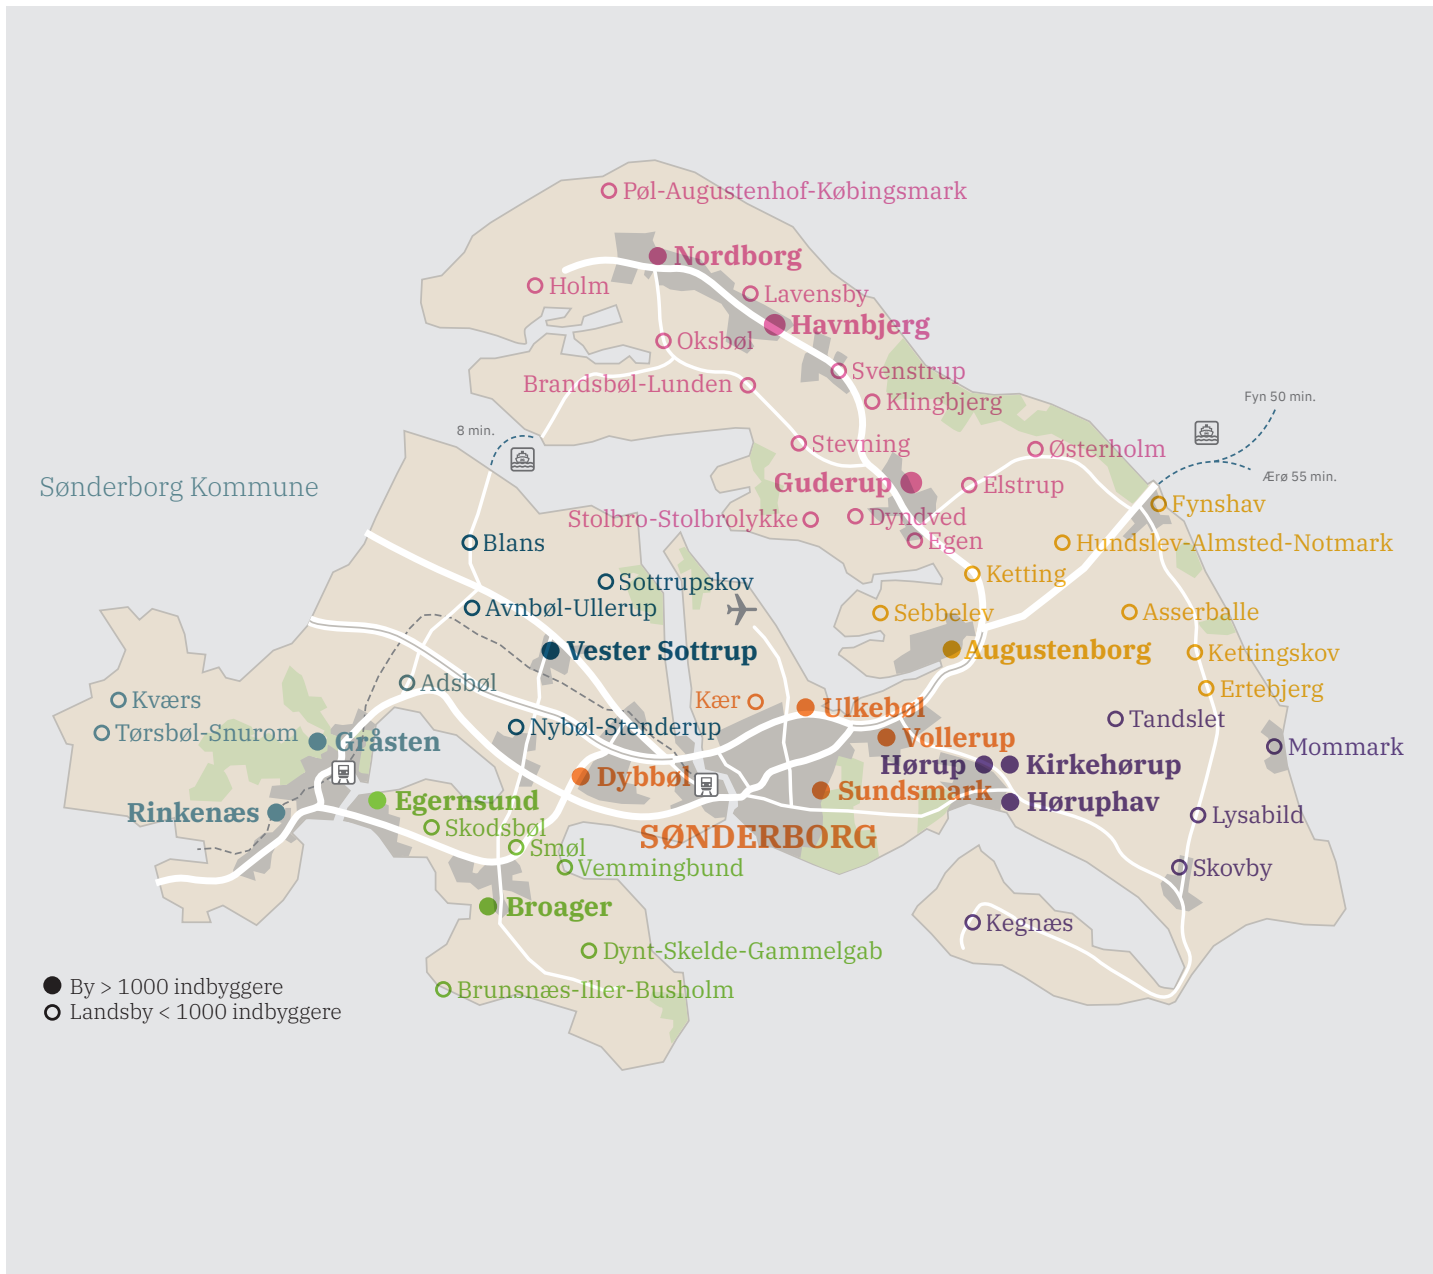 Pøl-Augustenhof-Købingsmark
Nordborg
Holm
Lavensby
Havnbjerg
Oksbøl
Svenstrup
Brandsbøl-Lunden
Klingbjerg
Fyn 50 min.
8 min.
Stevning
Østerholm
Ærø 55 min.
Sønderborg Kommune
Guderup
Elstrup
Fynshav
Stolbro-Stolbrolykke
Dyndved
Egen
Hundslev-Almsted-Notmark
Blans
Ketting
Sottrupskov
Avnbøl-Ullerup
Sebbelev
Asserballe
Vester Sottrup
Augustenborg
Kettingskov
Adsbøl
Ertebjerg
Kværs
Kær
Ulkebøl
Tandslet
Tørsbøl-Snurom
Nybøl-Stenderup
Gråsten
Vollerup
Mommark
Hørup
Kirkehørup
Dybbøl
Sundsmark
Egernsund
Høruphav
Rinkenæs
Lysabild
Skodsbøl
SØNDERBORG
Smøl
Vemmingbund
Skovby
Broager
Kegnæs
Dynt-Skelde-Gammelgab
Brunsnæs-Iller-Busholm
By > 1000 indbyggere
Landsby < 1000 indbyggere